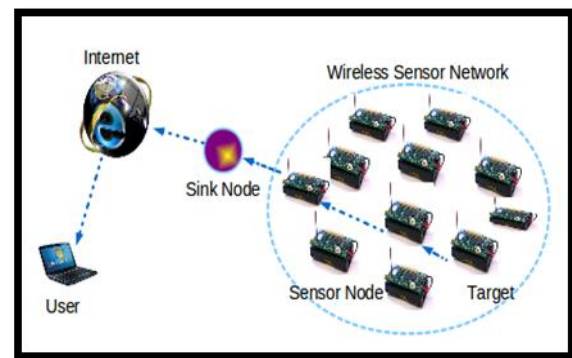 Internet
Wireless Sensor Network
Sink Node
User
Sensor Node
Target